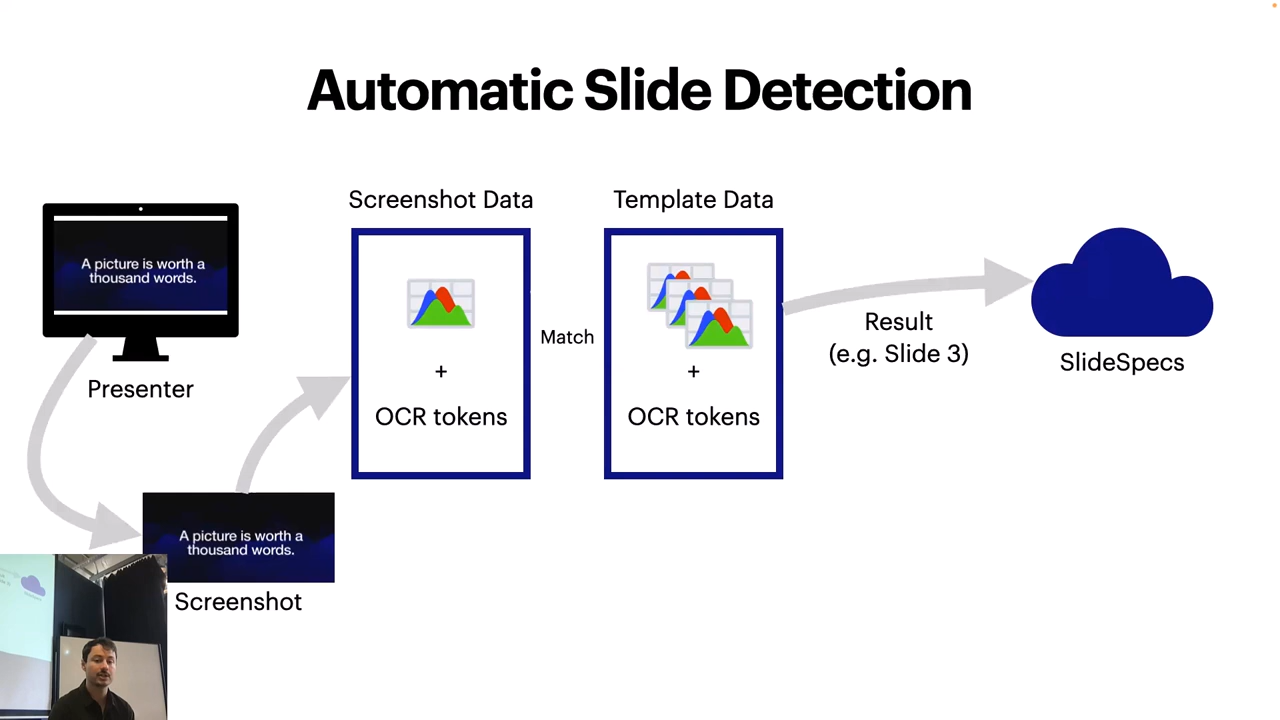 Automatic Slide Detection
Screenshot Data
Template Data
A picture is worth a
thousand words.
Presenter
+
OCR tokens
Match
+
OCR tokens
Result
(e.g. Slide 3)
SlideSpecs
A picture is worth a
thousand words.
Screenshot